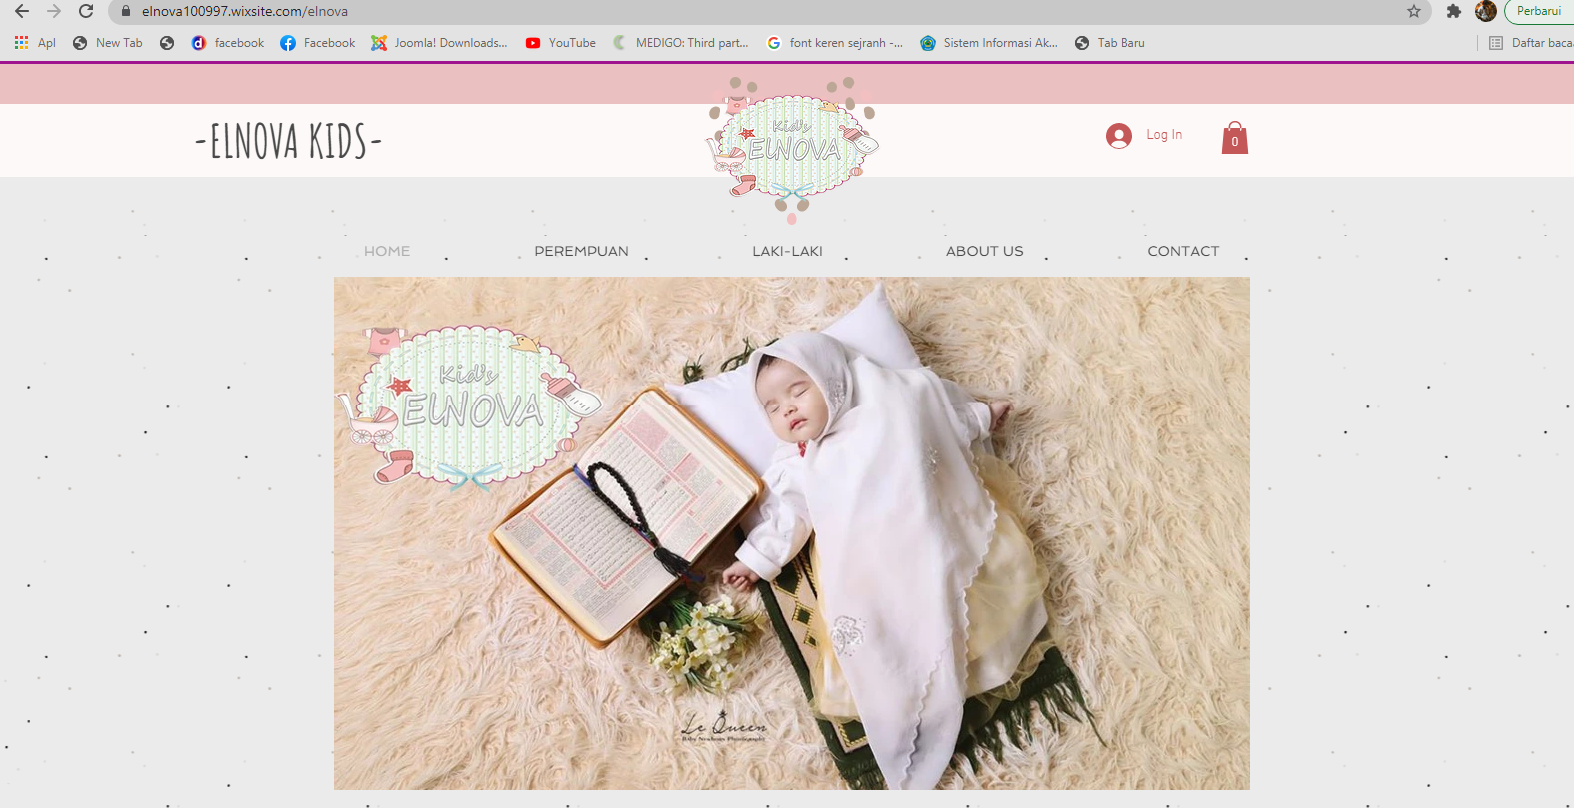 elnova100997.wixsite.com/elnova
Perbarui
Apl New Tab facebook Facebook Joomla! Downloads... YouTube MEDIGO: Third part... font keren sejranh -... Sistem Informasi Ak... Tab Baru Daftar baca
-ELNOVA KIDS-
Kid's
ELNOVA
Log In
0
HOME PEREMPUAN LAKI-LAKI ABOUT US CONTACT
Kid's
ELNOVA
Le Queen
Baby Newborn Photography